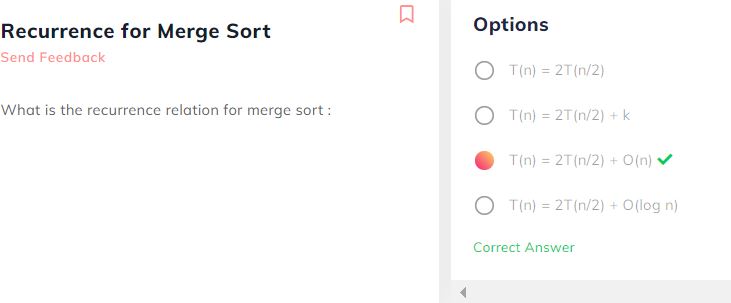 Recurrence for Merge Sort
Send Feedback
What is the recurrence relation for merge sort :
Options
T(n) = 2T(n/2)
T(n) = 2T(n/2) + k
T(n) = 2T(n/2) + O(n)
T(n) = 2T(n/2) + O(log n)
Correct Answer